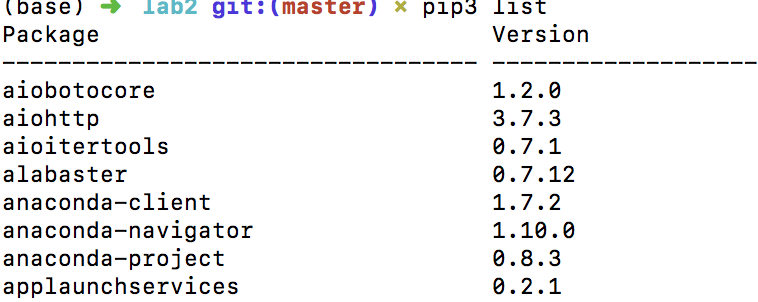 (base) ➜ lab2 git:(master) × pip3 list
Package Version
---------------------------------- -------------------
aiobotocore 1.2.0
aiohttp 3.7.3
aioitertools 0.7.1
alabaster 0.7.12
anaconda-client 1.7.2
anaconda-navigator 1.10.0
anaconda-project 0.8.3
applaunchservices 0.2.1